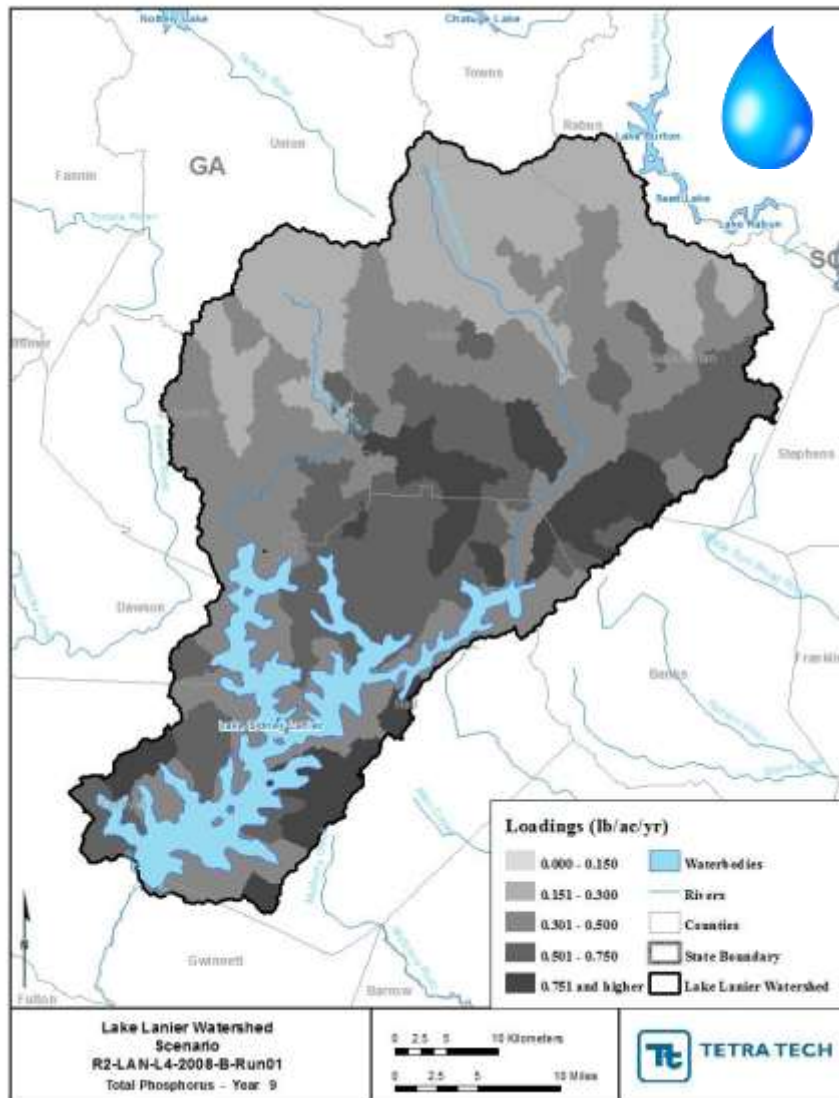 Nottely Lake
Chatuge Lake
Towns
Union
Rabun
Lake Burton
GA
Fannin
Seed Lake
Lake Rabun
SC
Stephens
Dawson
Franklin
Banks
Hall
Gwinnett
Barrow
Fulton
Loadings (lb/ac/yr)
0.000 - 0.150
Waterbodies
0.151 - 0.300
Rivers
0.301 - 0.500
Counties
0.501 - 0.750
State Boundary
0.751 and higher
Lake Lanier Watershed
N
Lake Lanier Watershed
Scenario
R2-LAN-L4-2008-B-Run01
Total Phosphorus - Year 9
0 2.5 5 10 Kilometers
0 2.5 5 10 Miles
Tt TETRA TECH